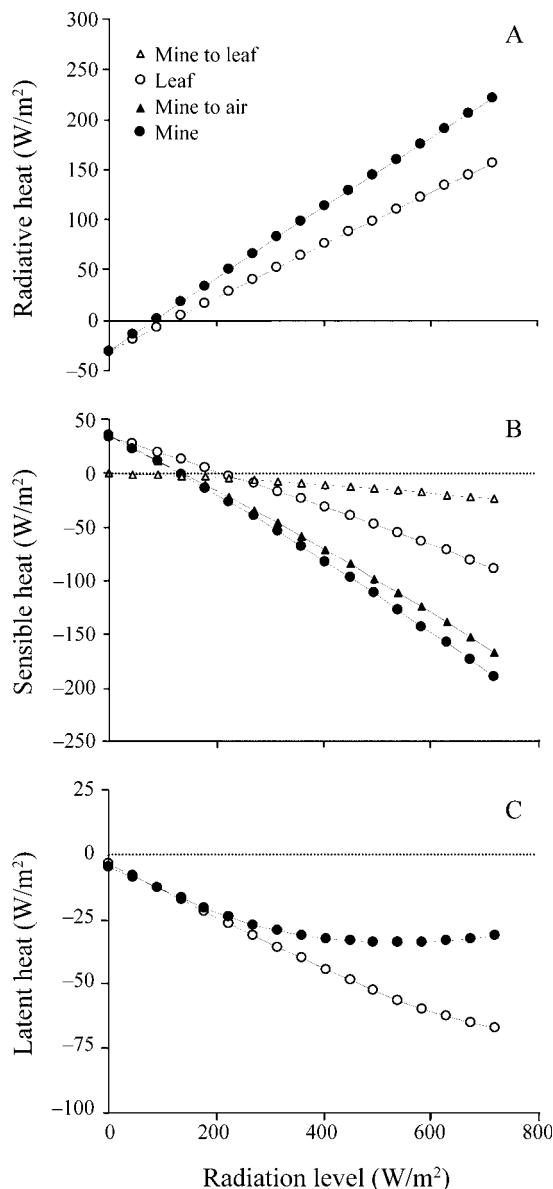 A
300
250
200
150
100
50
0
−50
Radiative heat (W/m²)
Mine to leaf
Leaf
Mine to air
Mine
B
50
0
−50
−100
−150
−200
−250
Sensible heat (W/m²)
C
25
0
−25
−50
−75
−100
Latent heat (W/m²)
0 200 400 600 800
Radiation level (W/m²)